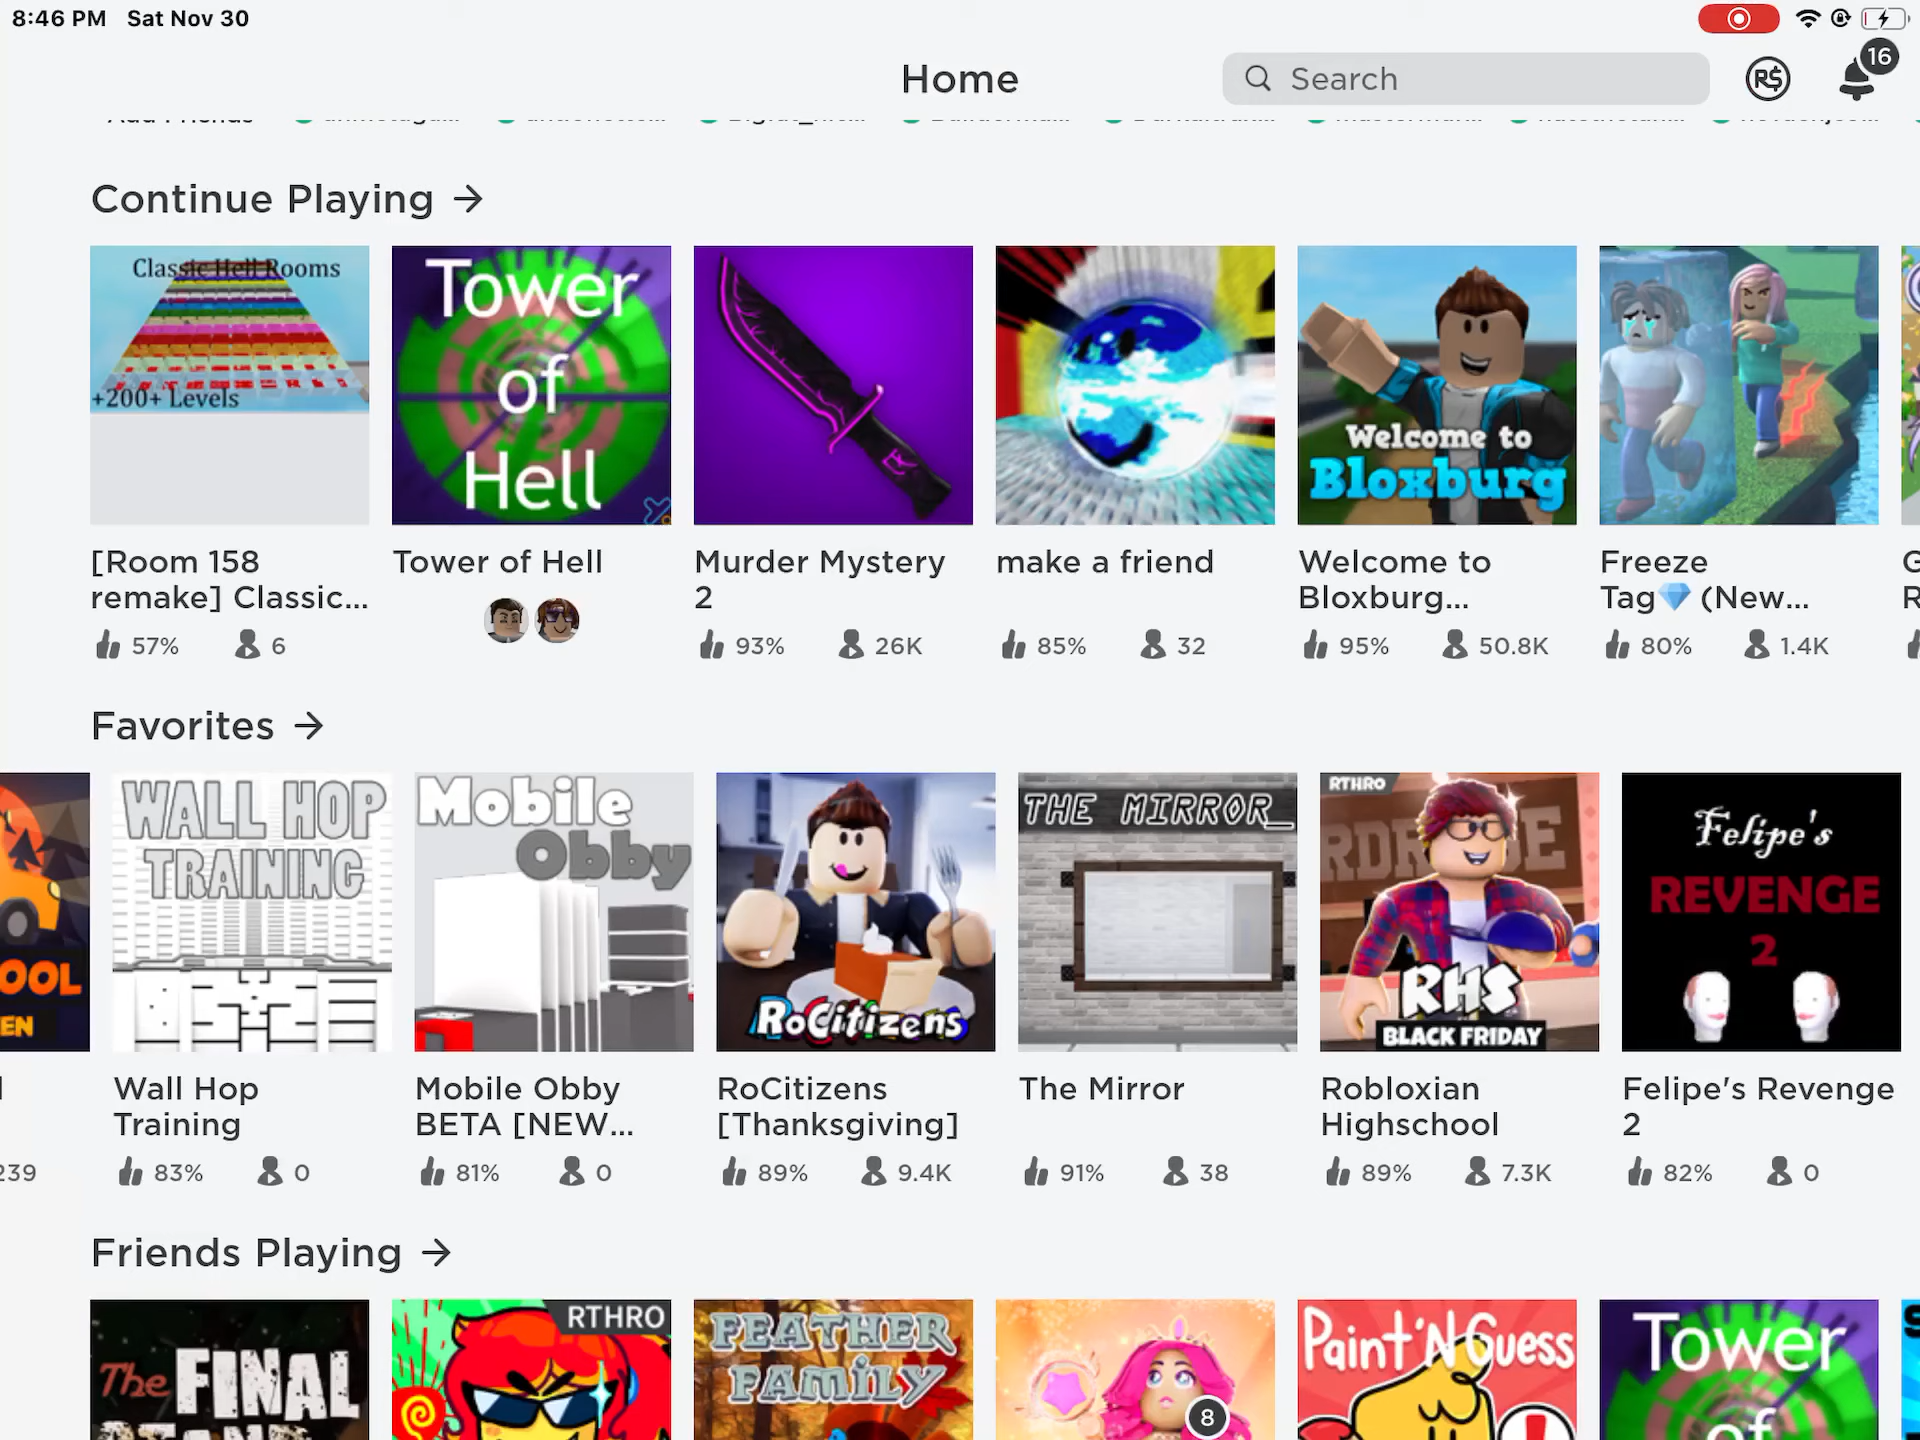 8:46 PM Sat Nov 30
Home
Search
R$
16
Continue Playing →
Classic Hell Rooms
+200+ Levels
Tower
of
Hell
Welcome to
Bloxburg
[Room 158
remake] Classic...
57% 6
Tower of Hell
Murder Mystery
2
93% 26K
make a friend
85% 32
Welcome to
Bloxburg...
95% 50.8K
Freeze
Tag💎 (New...
80% 1.4K
Favorites →
WALL HOP
TRAINING
Mobile
Obby
RoCitizens
THE MIRROR_
RTHRO
RHS
BLACK FRIDAY
Felipe's
REVENGE
2
239
Wall Hop
Training
83% 0
Mobile Obby
BETA [NEW...
81% 0
RoCitizens
[Thanksgiving]
89% 9.4K
The Mirror
91% 38
Robloxian
Highschool
89% 7.3K
Felipe's Revenge
2
82% 0
Friends Playing →
The FINAL
RTHRO
FEATHER
FAMILY
8
Paint'N Guess
Tower
of